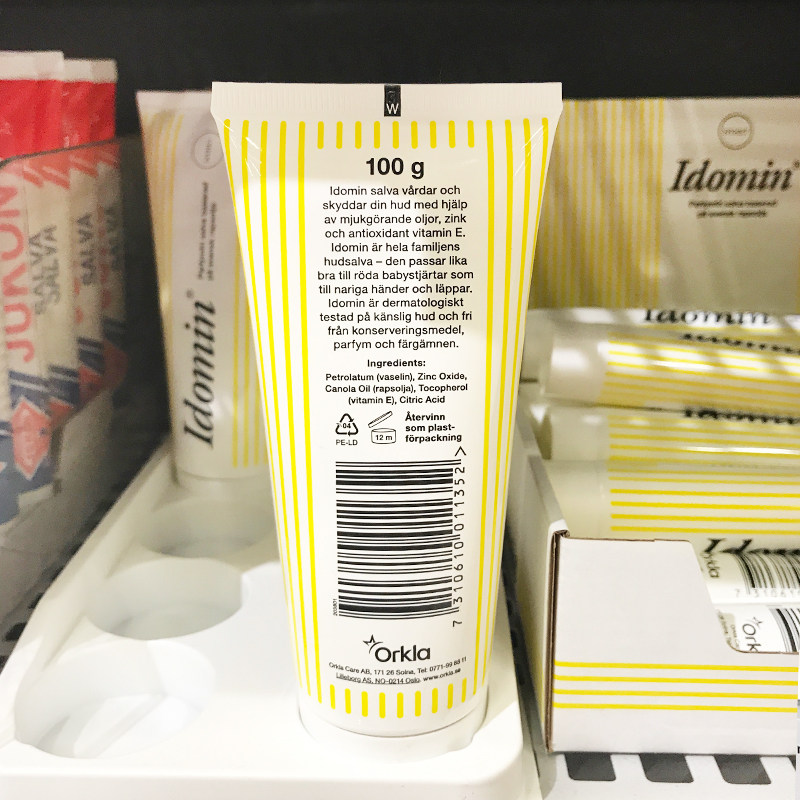 W
100 g
Idomin salva vårdar och
skyddar din hud med hjälp
av mjukgörande oljor, zink
och antioxidant vitamin E.
Idomin är hela familjens
hudsalva – den passar lika
bra till röda babystjärtar som
till nariga händer och läppar.
Idomin är dermatologiskt
testad på känslig hud och fri
från konserveringsmedel,
parfym och färgämnen.
Ingredients:
Petrolatum (vaselin), Zinc Oxide,
Canola Oil (rapsolja), Tocopherol
(vitamin E), Citric Acid
04
PE-LD
12 m
Återvinn
som plast-
förpackning
7 310610 011352 >
Orkla
Orkla Care AB, 171 26 Solna, Tel: 0771-99 88 11
Lilleborg AS, NO-0214 Oslo. www.orkla.se
JUKON
SALVA
SALVA
SALVA
SALVA
Idomin®
Idomin®
Idomin
Orkla